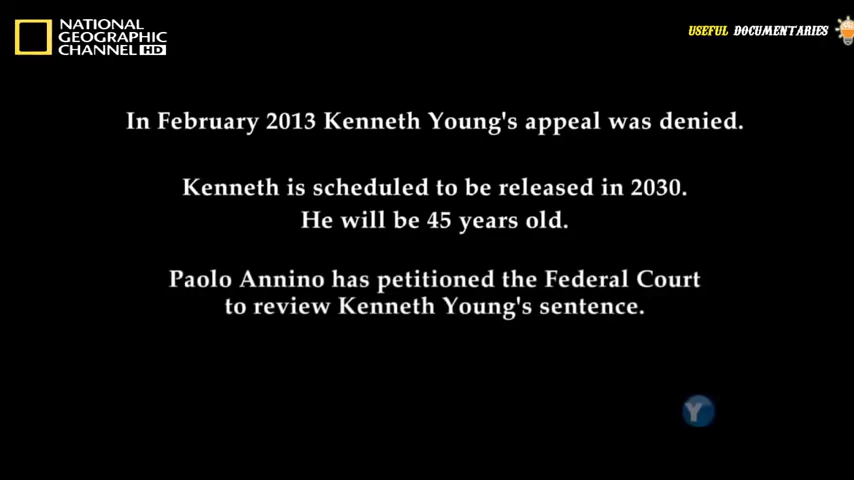 NATIONAL
GEOGRAPHIC
CHANNEL HD
USEFUL DOCUMENTARIES
In February 2013 Kenneth Young's appeal was denied.
Kenneth is scheduled to be released in 2030.
He will be 45 years old.
Paolo Annino has petitioned the Federal Court
to review Kenneth Young's sentence.
Y